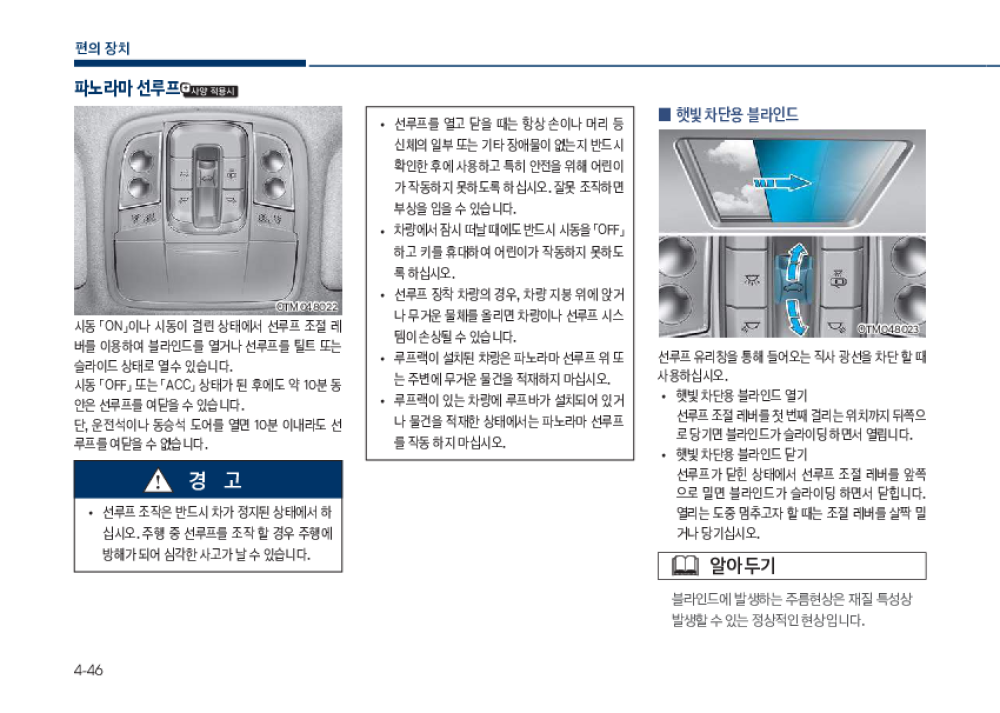 편의 장치
파노라마 선루프
사양 적용시
©TM048022
시동 「ON」이나 시동이 걸린 상태에서 선루프 조절 레
버를 이용하여 블라인드를 열거나 선루프를 틸트 또는
슬라이드 상태로 열수 있습니다.
시동 「OFF」 또는 「ACC」 상태가 된 후에도 약 10분 동
안은 선루프를 여닫을 수 있습니다.
단, 운전석이나 동승석 도어를 열면 10분 이내라도 선
루프를 여닫을 수 없습니다.
경 고
• 선루프 조작은 반드시 차가 정지된 상태에서 하
십시오. 주행 중 선루프를 조작 할 경우 주행에
방해가 되어 심각한 사고가 날 수 있습니다.
• 선루프를 열고 닫을 때는 항상 손이나 머리 등
신체의 일부 또는 기타 장애물이 없는지 반드시
확인한 후에 사용하고 특히 안전을 위해 어린이
가 작동하지 못하도록 하십시오. 잘못 조작하면
부상을 입을 수 있습니다.
• 차량에서 잠시 떠날 때에도 반드시 시동을 「OFF」
하고 키를 휴대하여 어린이가 작동하지 못하도
록 하십시오.
• 선루프 장착 차량의 경우, 차량 지붕 위에 앉거
나 무거운 물체를 올리면 차량이나 선루프 시스
템이 손상될 수 있습니다.
• 루프랙이 설치된 차량은 파노라마 선루프 위 또
는 주변에 무거운 물건을 적재하지 마십시오.
• 루프랙이 있는 차량에 루프바가 설치되어 있거
나 물건을 적재한 상태에서는 파노라마 선루프
를 작동 하지 마십시오.
■ 햇빛 차단용 블라인드
©TM048023
선루프 유리창을 통해 들어오는 직사 광선을 차단 할 때
사용하십시오.
• 햇빛 차단용 블라인드 열기
선루프 조절 레버를 첫 번째 걸리는 위치까지 뒤쪽으
로 당기면 블라인드가 슬라이딩 하면서 열립니다.
• 햇빛 차단용 블라인드 닫기
선루프가 닫힌 상태에서 선루프 조절 레버를 앞쪽
으로 밀면 블라인드가 슬라이딩 하면서 닫힙니다.
열리는 도중 멈추고자 할 때는 조절 레버를 살짝 밀
거나 당기십시오.
알아두기
블라인드에 발생하는 주름현상은 재질 특성상
발생할 수 있는 정상적인 현상입니다.
4-46